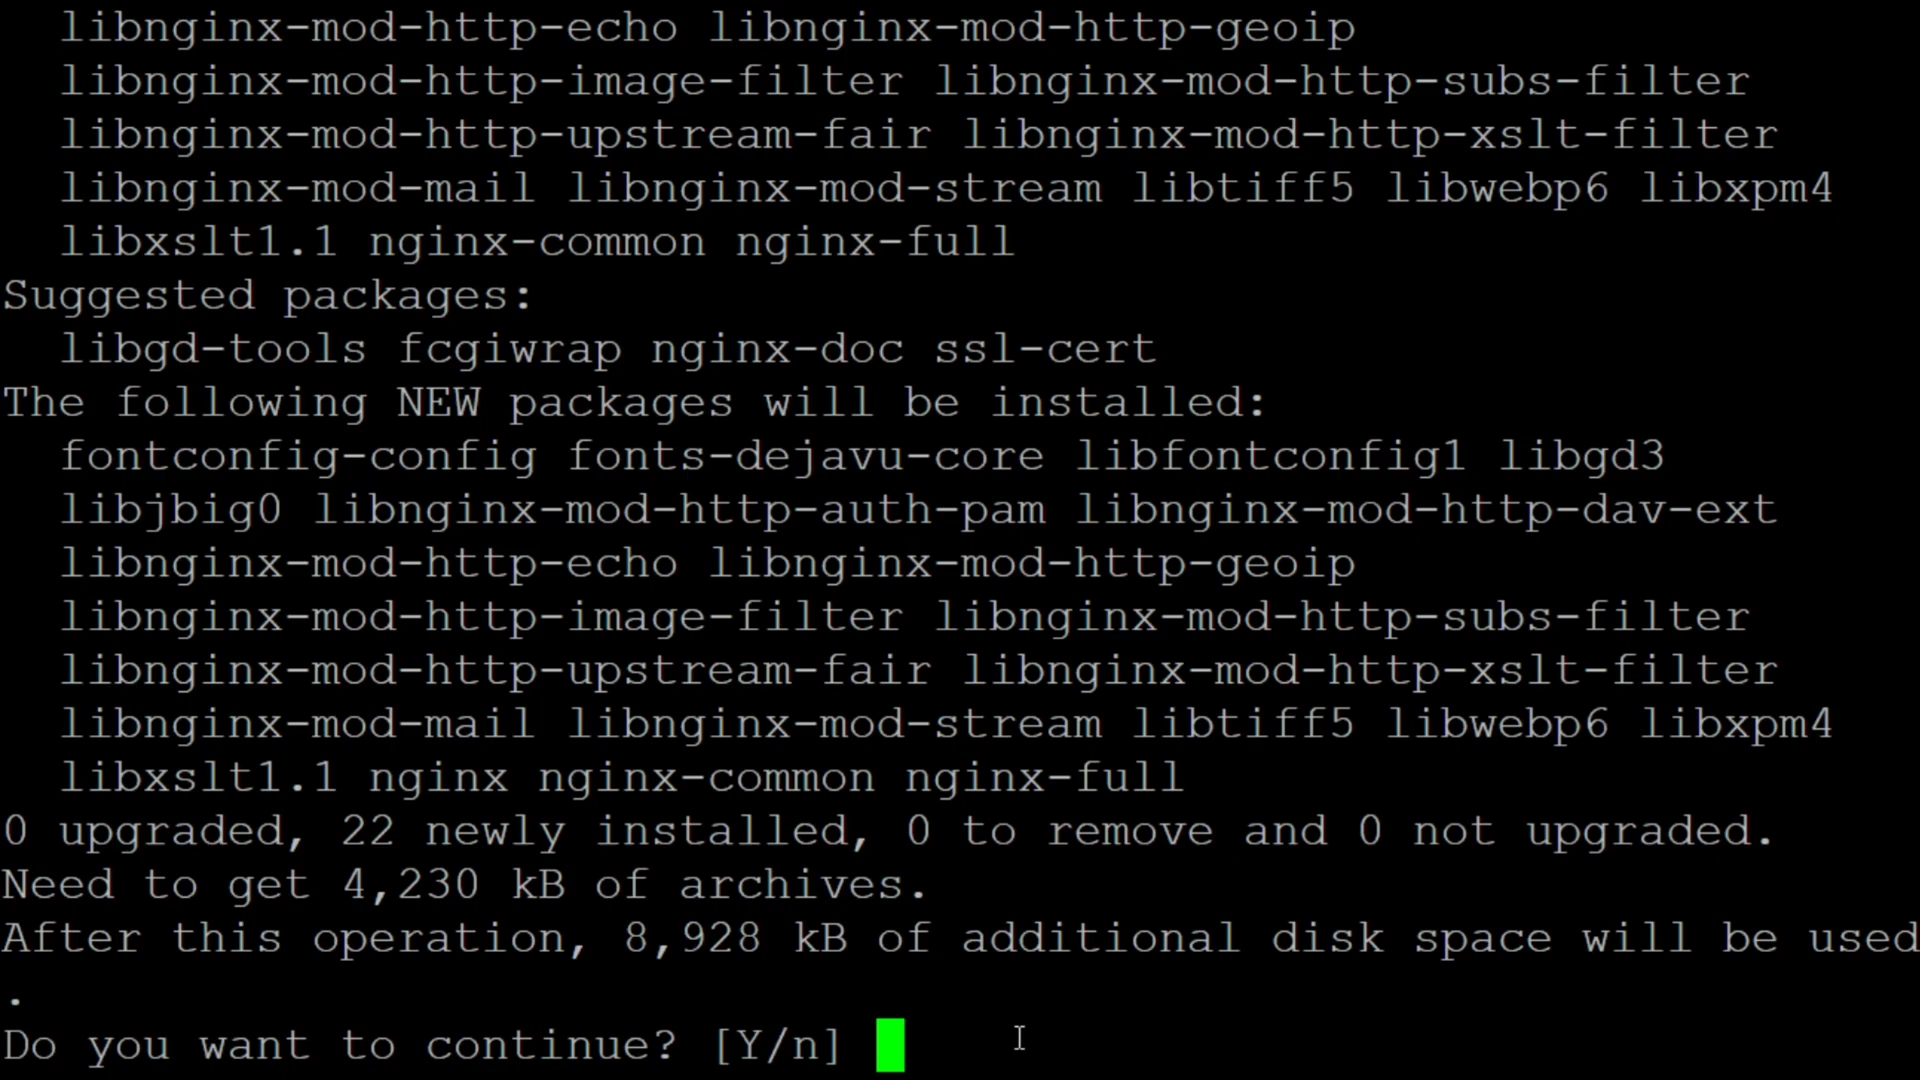 libnginx-mod-http-echo libnginx-mod-http-geoip
libnginx-mod-http-image-filter libnginx-mod-http-subs-filter
libnginx-mod-http-upstream-fair libnginx-mod-http-xslt-filter
libnginx-mod-mail libnginx-mod-stream libtiff5 libwebp6 libxpm4
libxslt1.1 nginx-common nginx-full
Suggested packages:
libgd-tools fcgiwrap nginx-doc ssl-cert
The following NEW packages will be installed:
fontconfig-config fonts-dejavu-core libfontconfig1 libgd3
libjbig0 libnginx-mod-http-auth-pam libnginx-mod-http-dav-ext
libnginx-mod-http-echo libnginx-mod-http-geoip
libnginx-mod-http-image-filter libnginx-mod-http-subs-filter
libnginx-mod-http-upstream-fair libnginx-mod-http-xslt-filter
libnginx-mod-mail libnginx-mod-stream libtiff5 libwebp6 libxpm4
libxslt1.1 nginx nginx-common nginx-full
0 upgraded, 22 newly installed, 0 to remove and 0 not upgraded.
Need to get 4,230 kB of archives.
After this operation, 8,928 kB of additional disk space will be used
.
Do you want to continue? [Y/n]